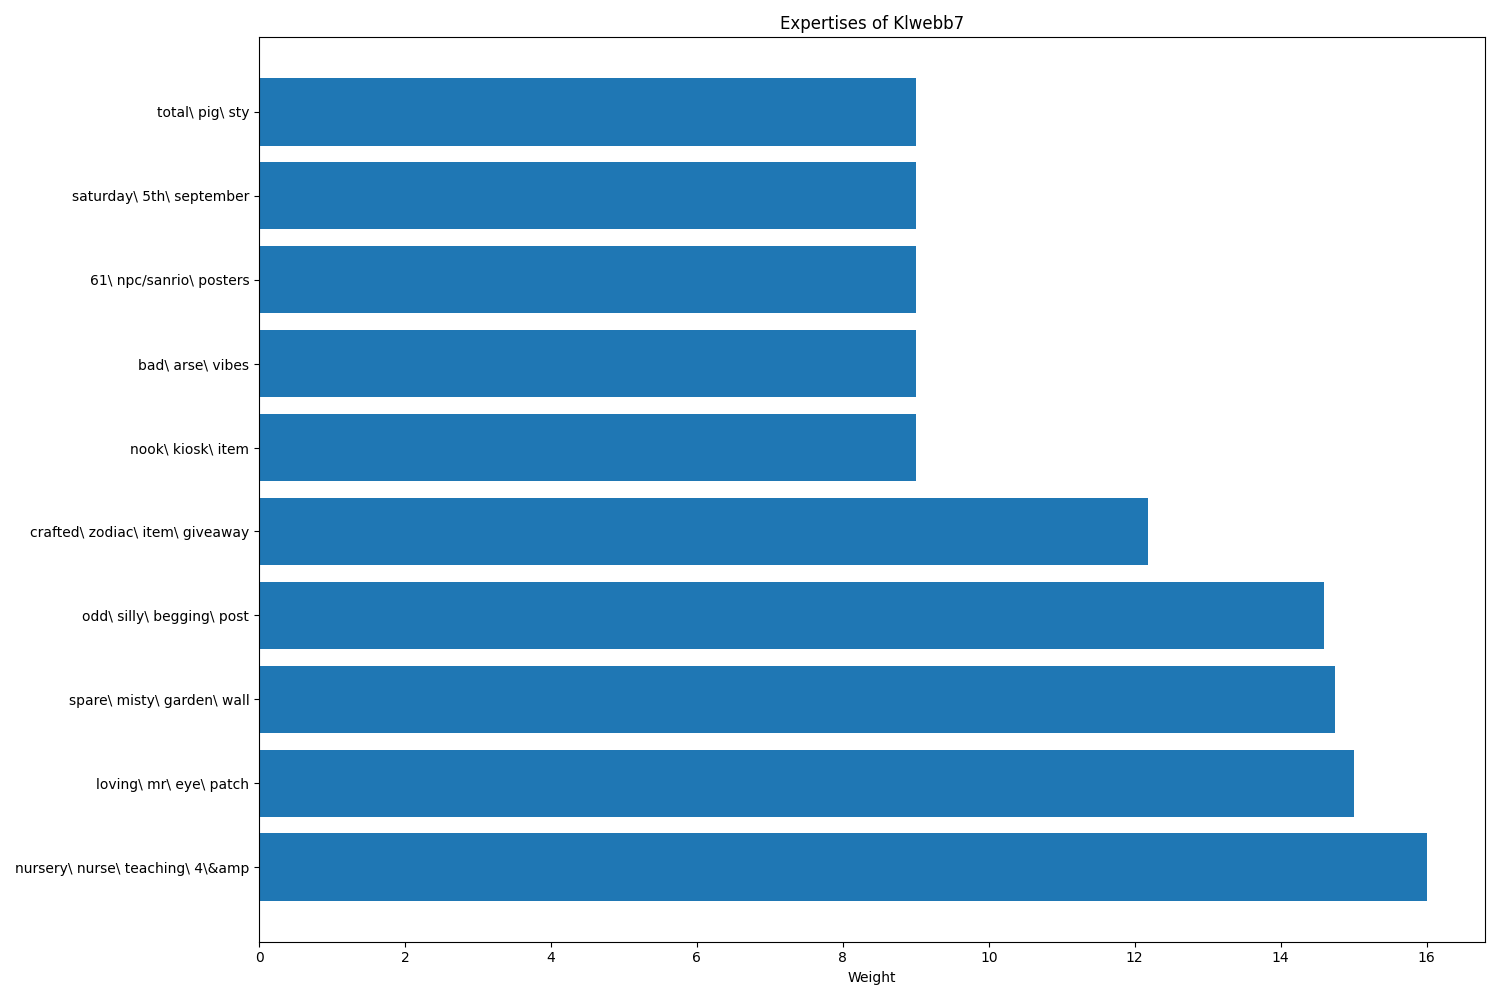 Expertises of Klwebb7
total\ pig\ sty
saturday\ 5th\ september
61\ npc/sanrio\ posters
bad\ arse\ vibes
nook\ kiosk\ item
crafted\ zodiac\ item\ giveaway
odd\ silly\ begging\ post
spare\ misty\ garden\ wall
loving\ mr\ eye\ patch
nursery\ nurse\ teaching\ 4\&amp
0 2 4 6 8 10 12 14 16
Weight